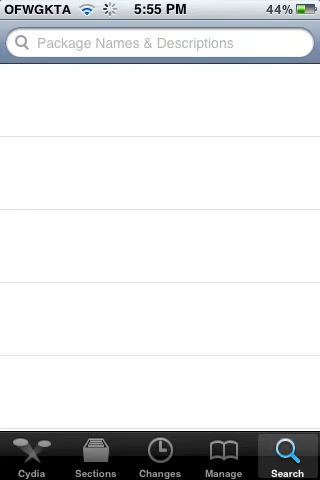 OFWGKTA 5:55 PM 44%
Package Names & Descriptions
Cydia Sections Changes Manage Search